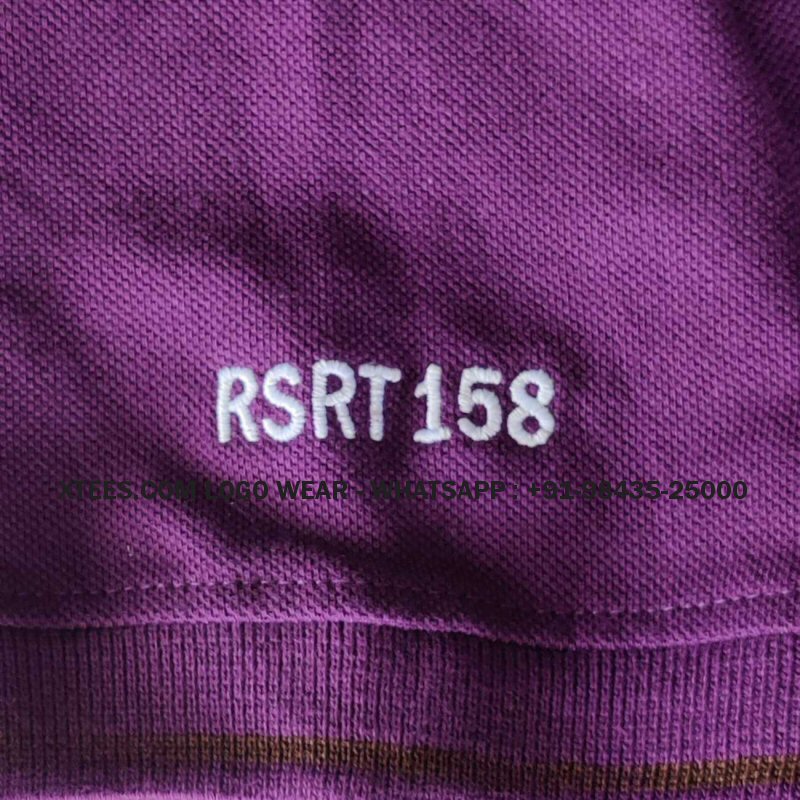 RSRT 158
XTEES.COM LOGO WEAR - WHATSAPP : +91-98435-25000